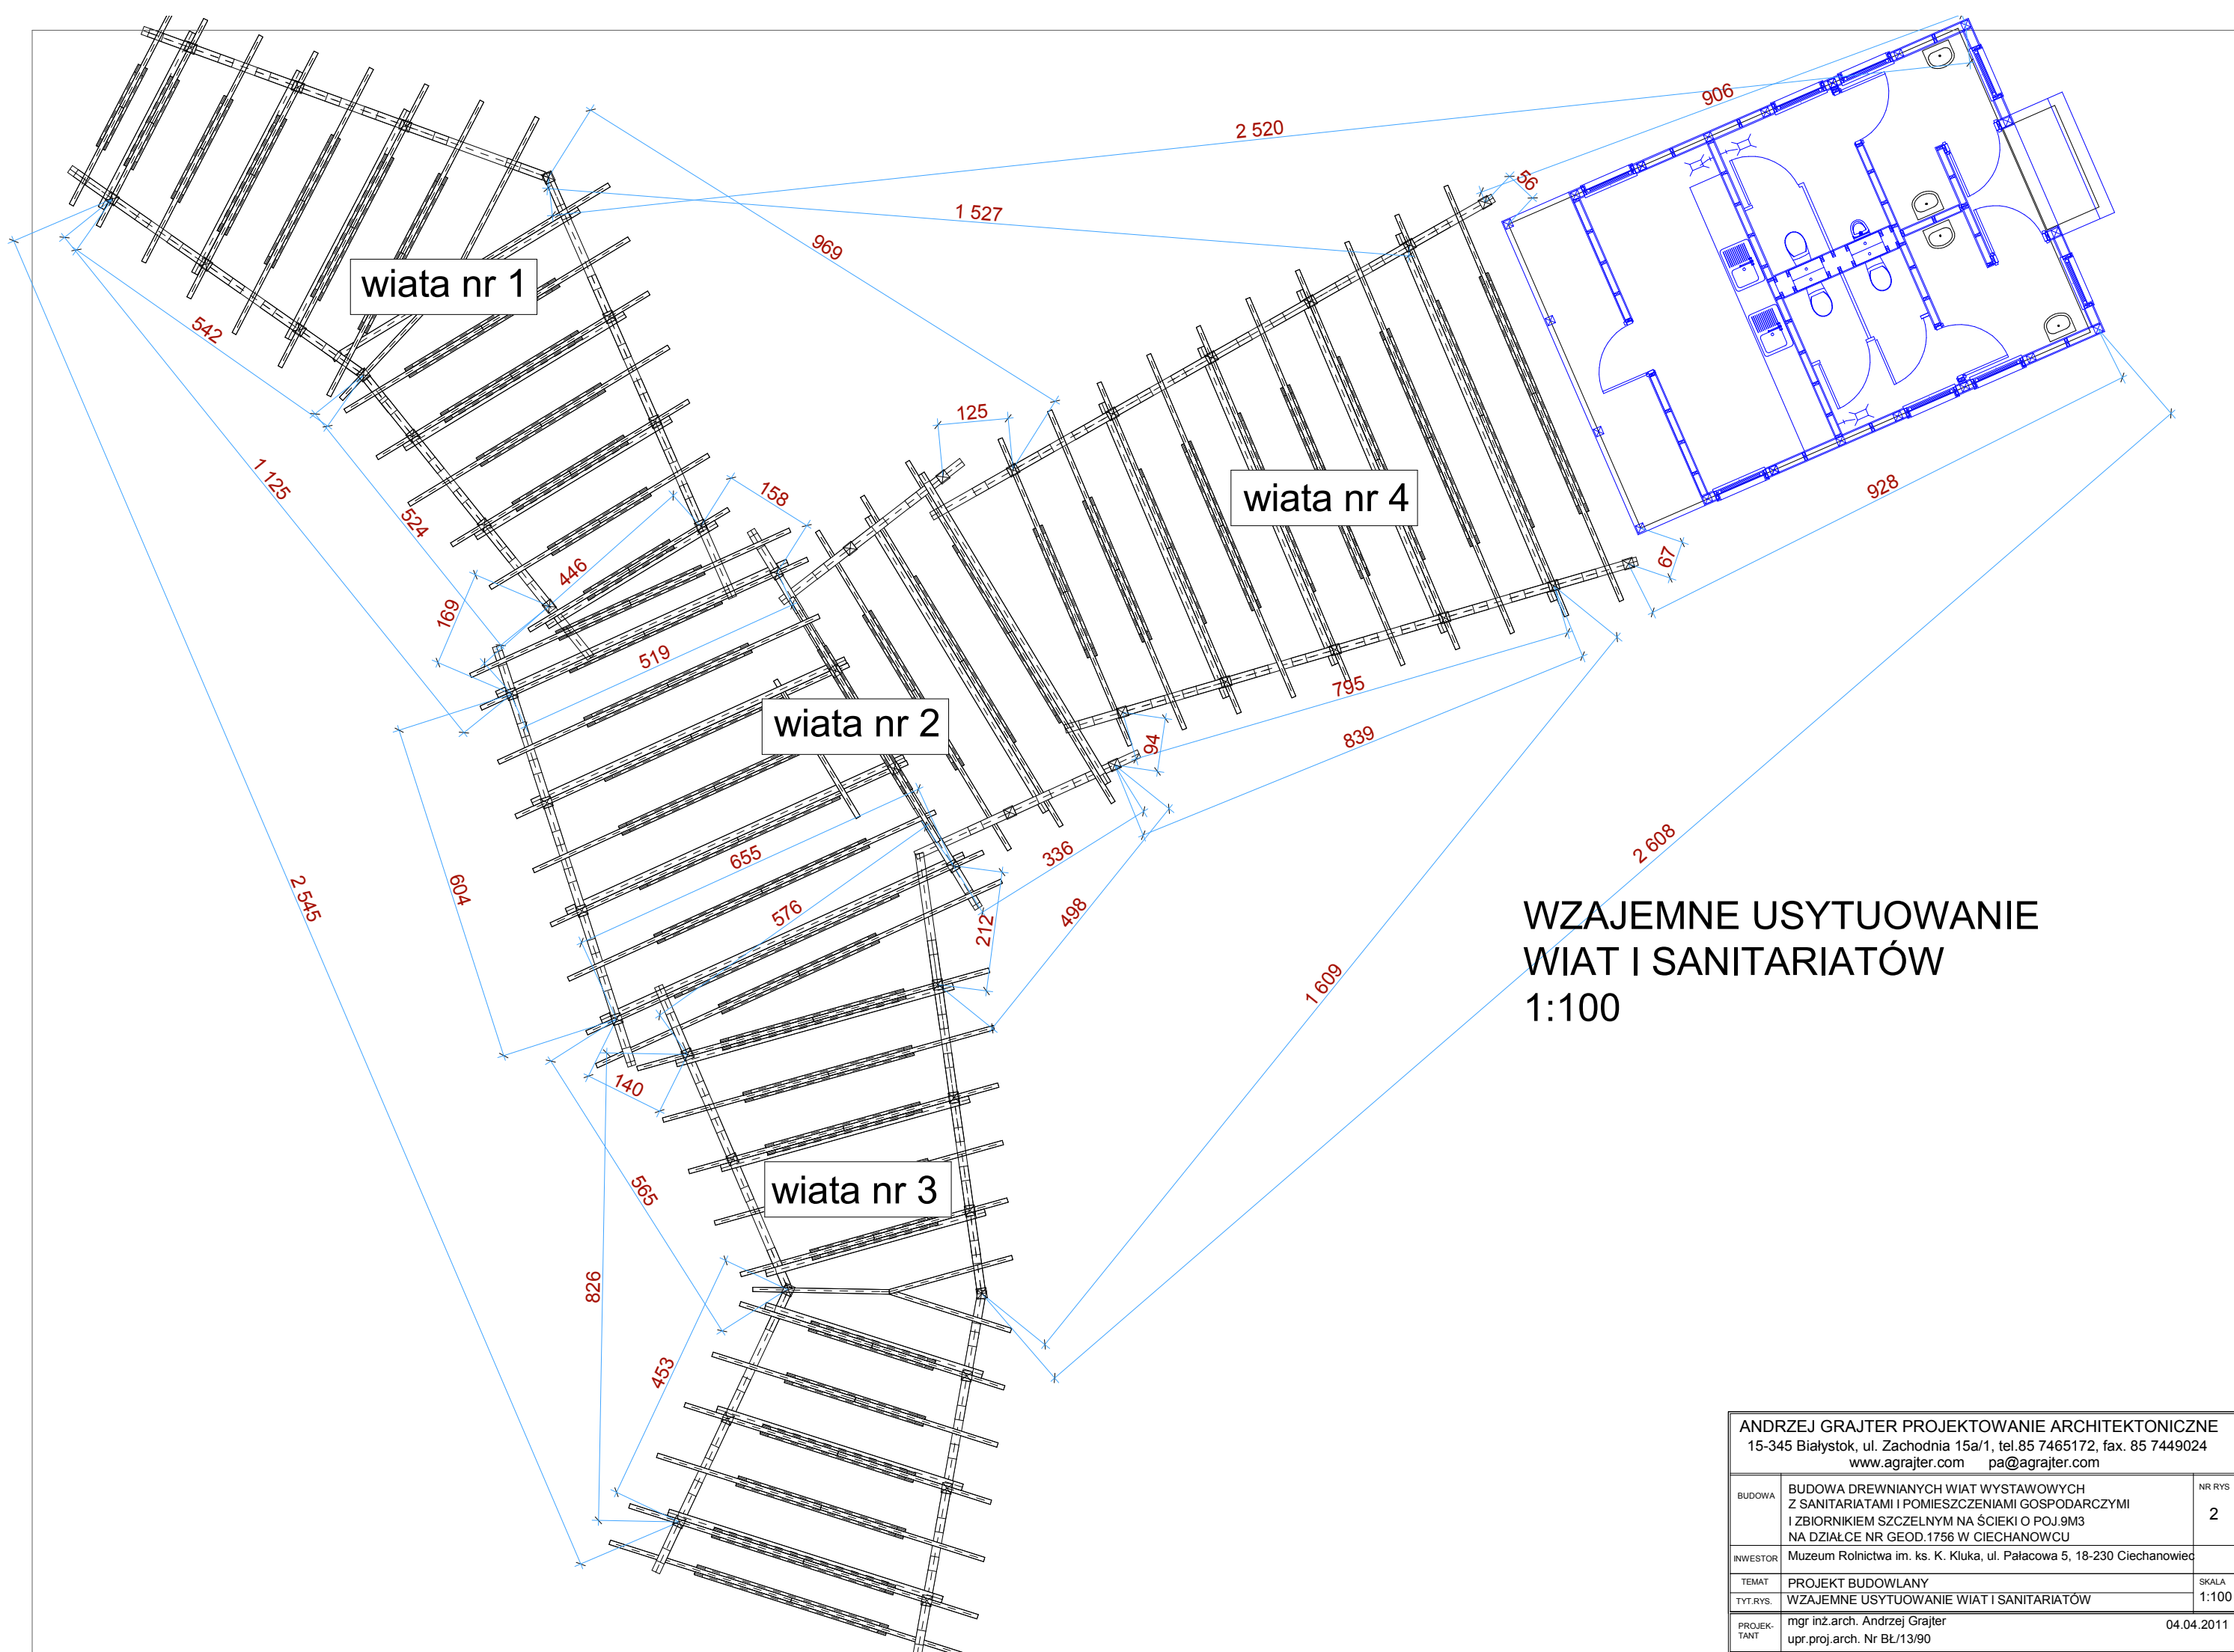 906
2 520
56
1 527
969
wiata nr 1
542
125
1 125
158
wiata nr 4
928
524
446
67
169
519
795
wiata nr 2
94
839
655
336
2 608
604
2 545
576
498
212
WZAJEMNE USYTUOWANIE
WIAT I SANITARIATÓW
1:100
1 609
140
565
wiata nr 3
826
453
ANDRZEJ GRAJTER PROJEKTOWANIE ARCHITEKTONICZNE
15-345 Białystok, ul. Zachodnia 15a/1, tel.85 7465172, fax. 85 7449024
www.agrajter.com pa@agrajter.com
BUDOWA
BUDOWA DREWNIANYCH WIAT WYSTAWOWYCH
Z SANITARIATAMI I POMIESZCZENIAMI GOSPODARCZYMI
I ZBIORNIKIEM SZCZELNYM NA ŚCIEKI O POJ.9M3
NA DZIAŁCE NR GEOD.1756 W CIECHANOWCU
NR RYS
2
INWESTOR Muzeum Rolnictwa im. ks. K. Kluka, ul. Pałacowa 5, 18-230 Ciechanowiec
TEMAT PROJEKT BUDOWLANY
SKALA
1:100
TYT.RYS. WZAJEMNE USYTUOWANIE WIAT I SANITARIATÓW
PROJEK-
TANT
mgr inż.arch. Andrzej Grajter 04.04.2011
upr.proj.arch. Nr BŁ/13/90